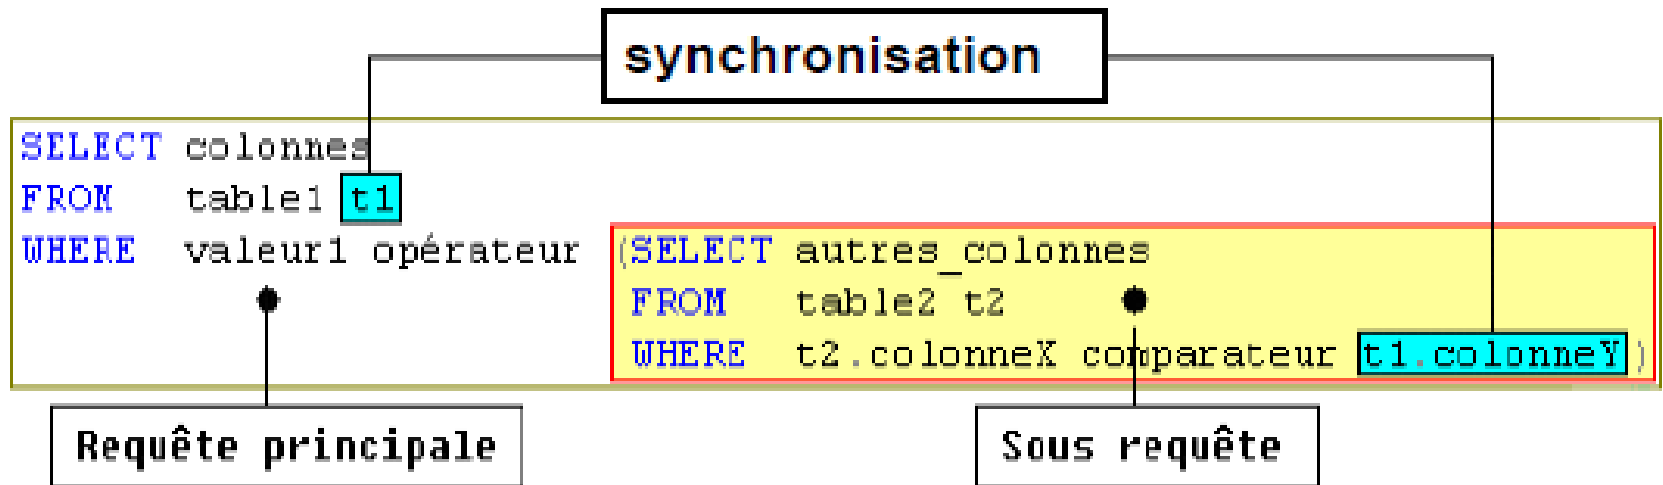 synchronisation
SELECT colonnes
FROM table1 t1
WHERE valeur1 opérateur (SELECT autres_colonnes
FROM table2 t2
WHERE t2.colonneX comparateur t1.colonneY)
Requête principale
Sous requête